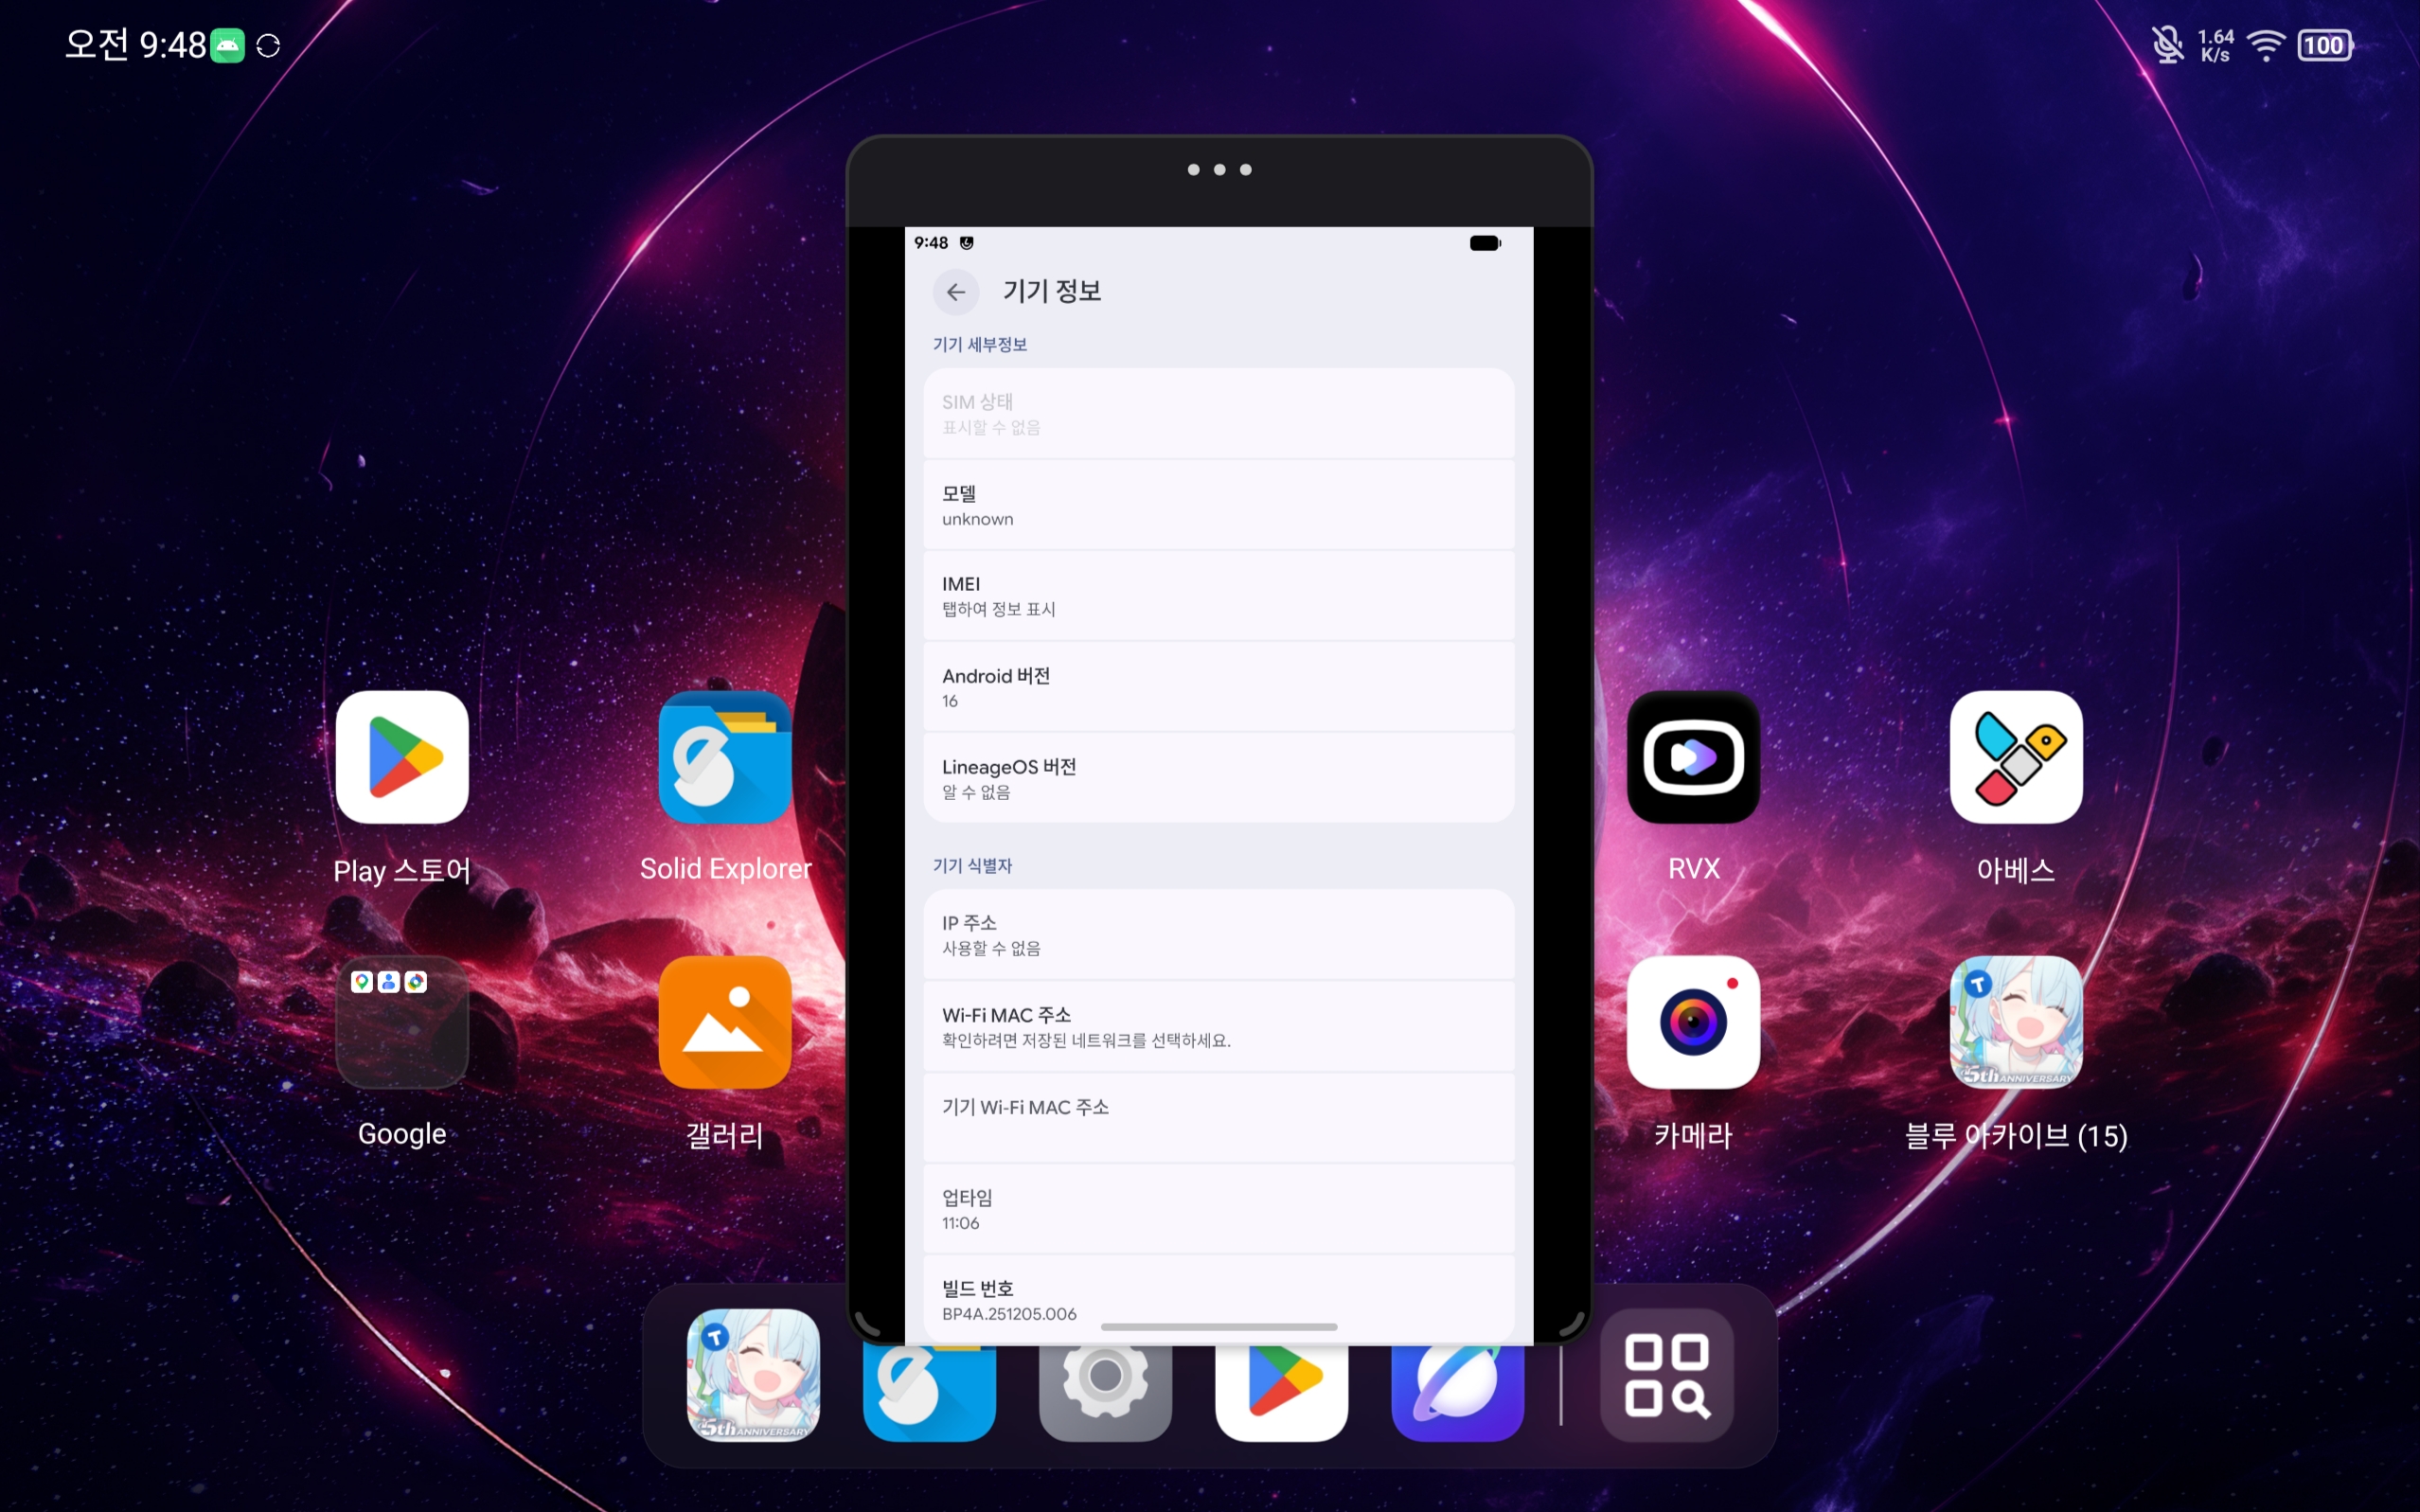 오전 9:48
1.64
K/s
100
9:48
기기 정보
기기 세부정보
SIM 상태
표시할 수 없음
모델
unknown
IMEI
탭하여 정보 표시
Android 버전
16
LineageOS 버전
알 수 없음
기기 식별자
IP 주소
사용할 수 없음
Wi-Fi MAC 주소
확인하려면 저장된 네트워크를 선택하세요.
기기 Wi-Fi MAC 주소
업타임
11:06
빌드 번호
BP4A.251205.006
Play 스토어
Solid Explorer
RVX
아베스
T
5th ANNIVERSARY
Google
갤러리
카메라
블루 아카이브 (15)
T
5th ANNIVERSARY